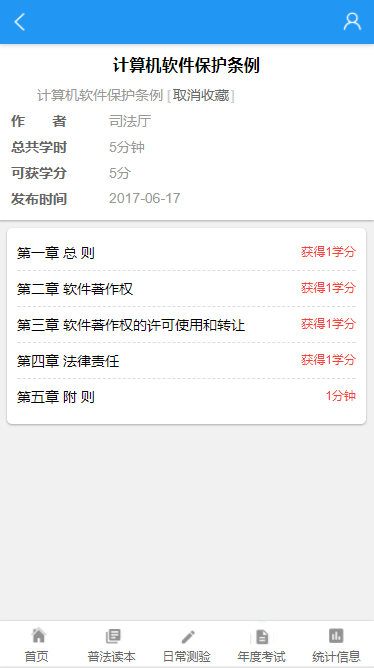 计算机软件保护条例
计算机软件保护条例 [取消收藏]
作 者 司法厅
总共学时 5分钟
可获学分 5分
发布时间 2017-06-17
第一章 总 则 获得1学分
第二章 软件著作权 获得1学分
第三章 软件著作权的许可使用和转让 获得1学分
第四章 法律责任 获得1学分
第五章 附 则 1分钟
首页 普法读本 日常测验 年度考试 统计信息